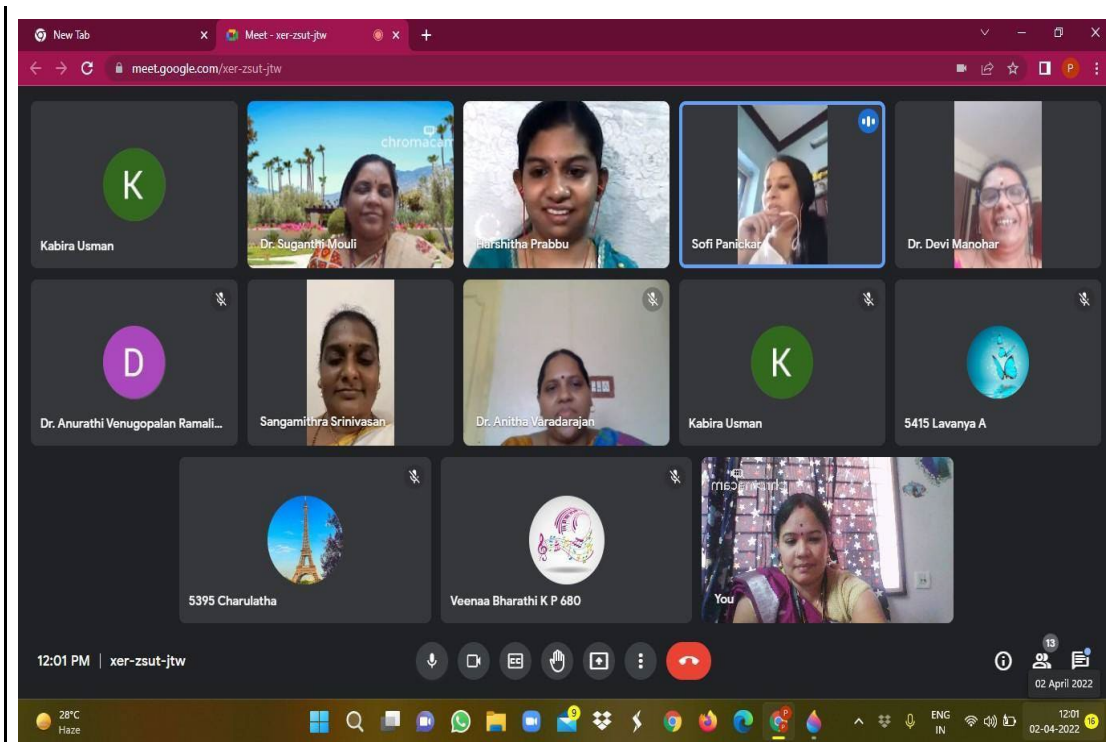 New Tab
Meet - xer-zsut-jtw
meet.google.com/xer-zsut-jtw
P
K
Kabira Usman
chromacam
Dr. Suganthi Mouli
Harshitha Prabbu
Sofi Panickar
Dr. Devi Manohar
D
Dr. Anurathi Venugopalan Ramali...
Sangamithra Srinivasan
Dr. Anitha Varadarajan
K
Kabira Usman
5415 Lavanya A
5395 Charulatha
Veenaa Bharathi K P 680
chromacam
You
12:01 PM | xer-zsut-jtw
CC
13
02 April 2022
28°C
Haze
9
P
ENG
IN
12:01
02-04-2022
16